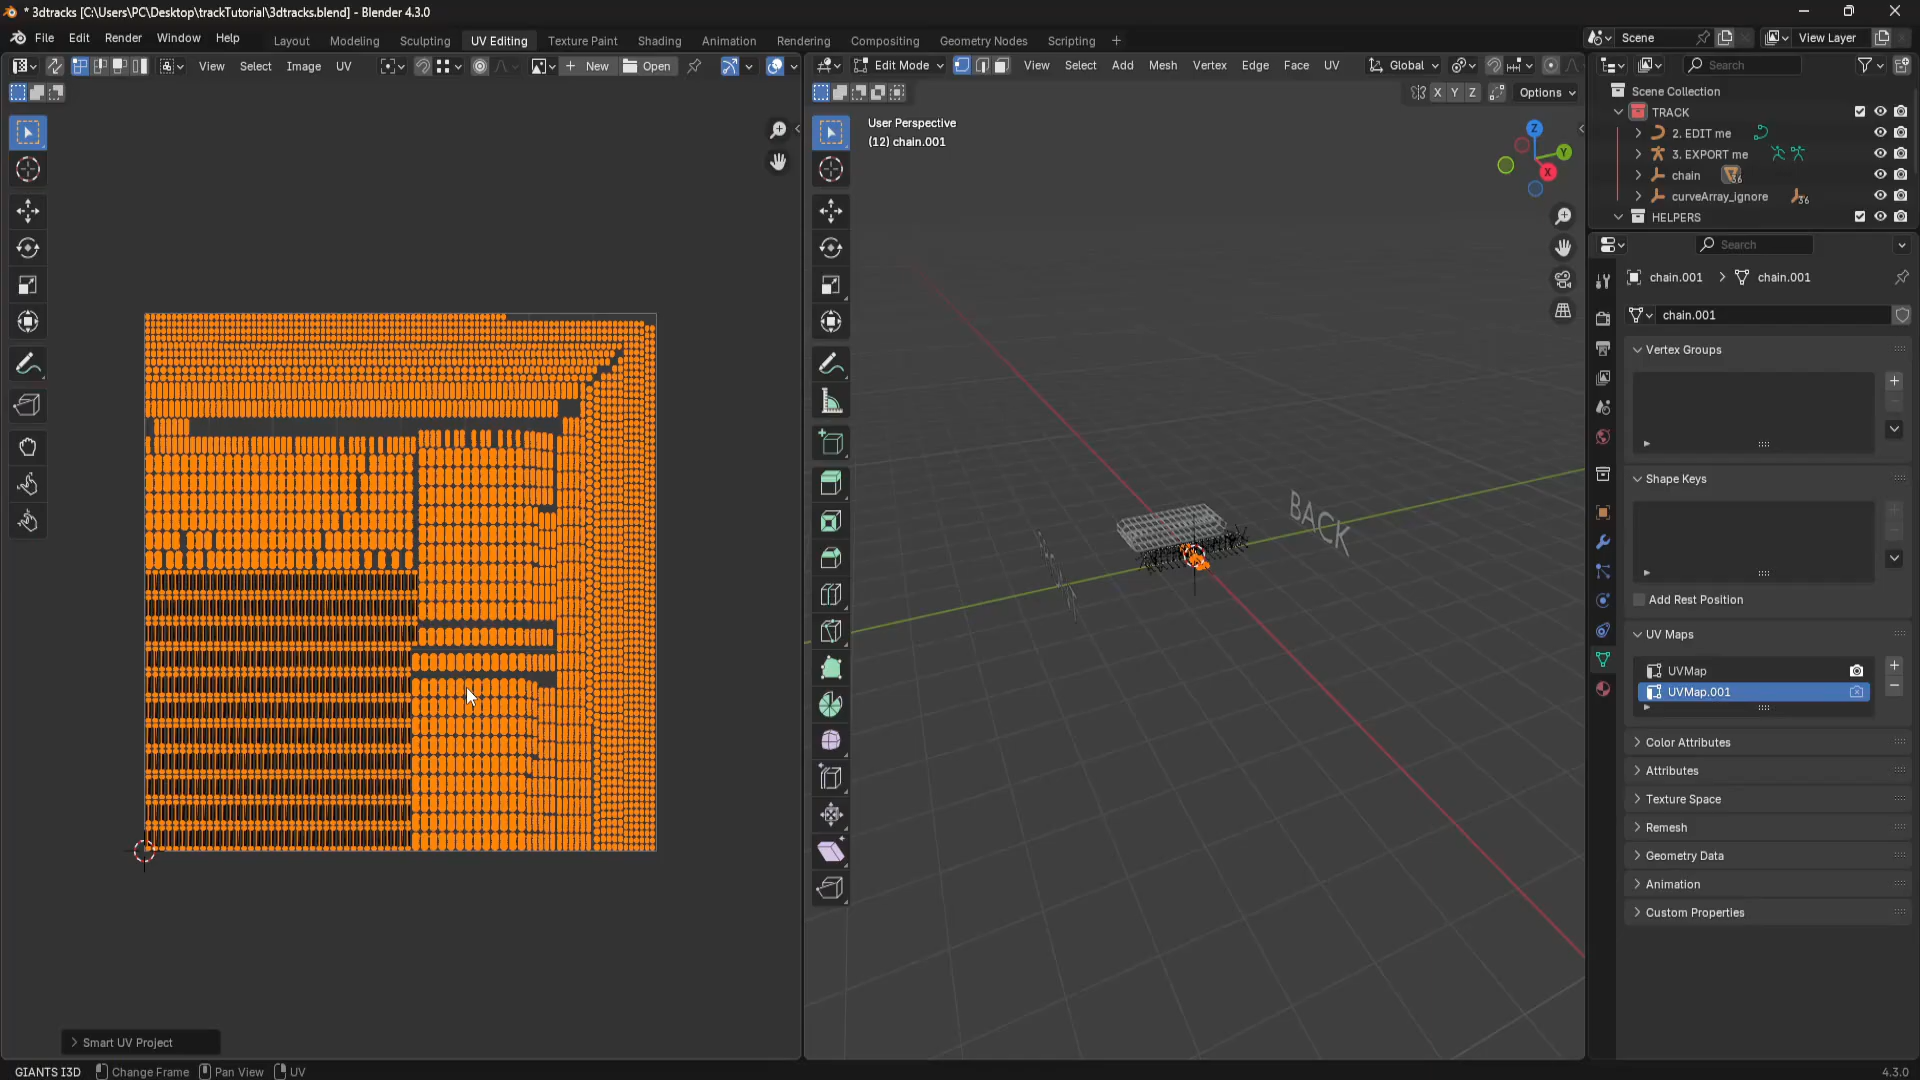 * 3dtracks [C:\Users\PC\Desktop\trackTutorial\3dtracks.blend] - Blender 4.3.0
File Edit Render Window Help Layout Modeling Sculpting UV Editing Texture Paint Shading Animation Rendering Compositing Geometry Nodes Scripting + Scene View Layer
View Select Image UV New Open
Edit Mode View Select Add Mesh Vertex Edge Face UV Global
Search
X Y Z Options
User Perspective
(12) chain.001
Z
Y
X
BACK
Smart UV Project
Scene Collection
TRACK
2. EDIT me
3. EXPORT me
chain 36
curveArray_ignore 36
HELPERS
Search
chain.001 > chain.001
chain.001
Vertex Groups
Shape Keys
Add Rest Position
UV Maps
UVMap
UVMap.001
Color Attributes
Attributes
Texture Space
Remesh
Geometry Data
Animation
Custom Properties
GIANTS I3D Change Frame Pan View UV 4.3.0